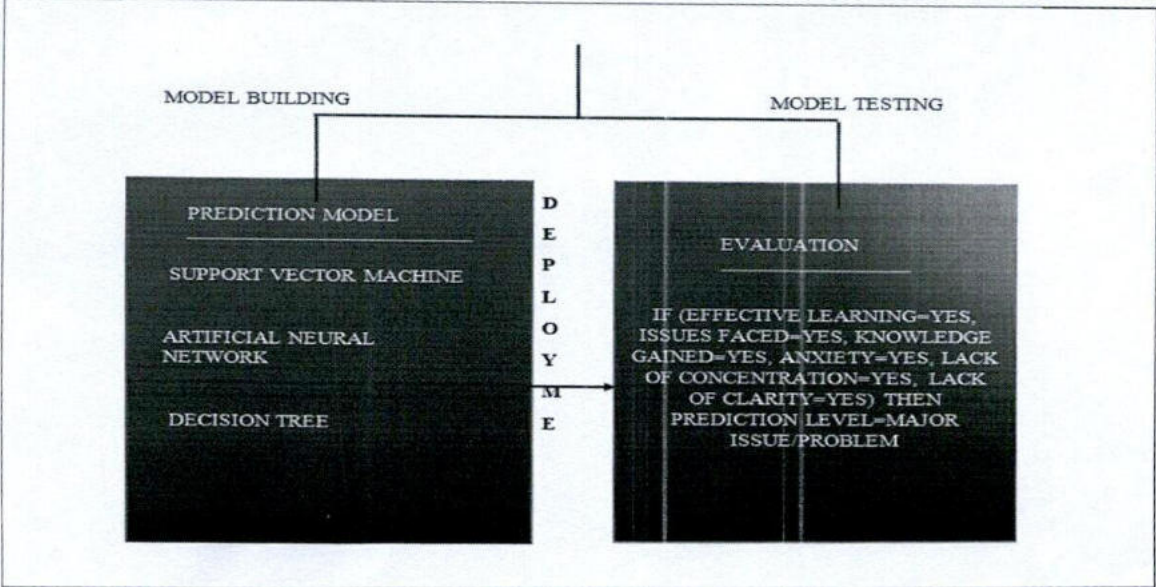 MODEL BUILDING
MODEL TESTING
PREDICTION MODEL
SUPPORT VECTOR MACHINE
ARTIFICIAL NEURAL
NETWORK
DECISION TREE
D
E
P
L
O
Y
M
E
EVALUATION
IF (EFFECTIVE LEARNING=YES,
ISSUES FACED=YES, KNOWLEDGE
GAINED=YES, ANXIETY=YES, LACK
OF CONCENTRATION=YES, LACK
OF CLARITY=YES) THEN
PREDICTION LEVEL=MAJOR
ISSUE/PROBLEM